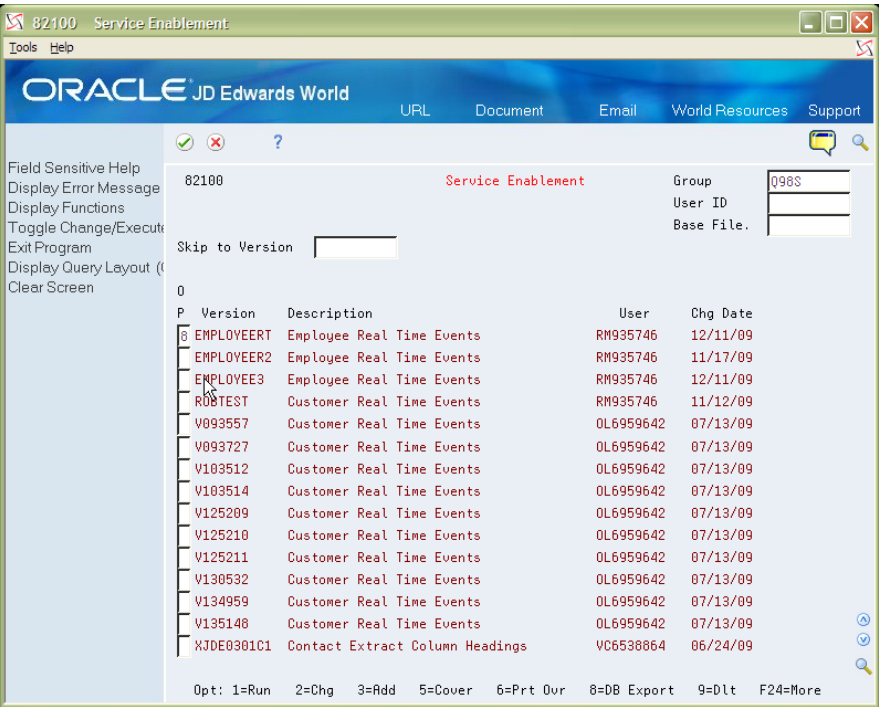 82100 Service Enablement
Tools Help
ORACLE JD Edwards World
URL Document Email World Resources Support
?
Field Sensitive Help
Display Error Message
Display Functions
Toggle Change/Execute
Exit Program
Display Query Layout (
Clear Screen
82100 Service Enablement Group Q98S
User ID
Base File.
Skip to Version
O
P Version Description User Chg Date
8 EMPLOYEERT Employee Real Time Events RM935746 12/11/09
EMPLOYEER2 Employee Real Time Events RM935746 11/17/09
EMPLOYEE3 Employee Real Time Events RM935746 12/11/09
ROBTEST Customer Real Time Events RM935746 11/12/09
V093557 Customer Real Time Events OL6959642 07/13/09
V093727 Customer Real Time Events OL6959642 07/13/09
V103512 Customer Real Time Events OL6959642 07/13/09
V103514 Customer Real Time Events OL6959642 07/13/09
V125209 Customer Real Time Events OL6959642 07/13/09
V125210 Customer Real Time Events OL6959642 07/13/09
V125211 Customer Real Time Events OL6959642 07/13/09
V130532 Customer Real Time Events OL6959642 07/13/09
V134959 Customer Real Time Events OL6959642 07/13/09
V135148 Customer Real Time Events OL6959642 07/13/09
XJDE0301C1 Contact Extract Column Headings VC6538864 06/24/09
Opt: 1=Run 2=Chg 3=Add 5=Cover 6=Prt Ovr 8=DB Export 9=Dlt F24=More